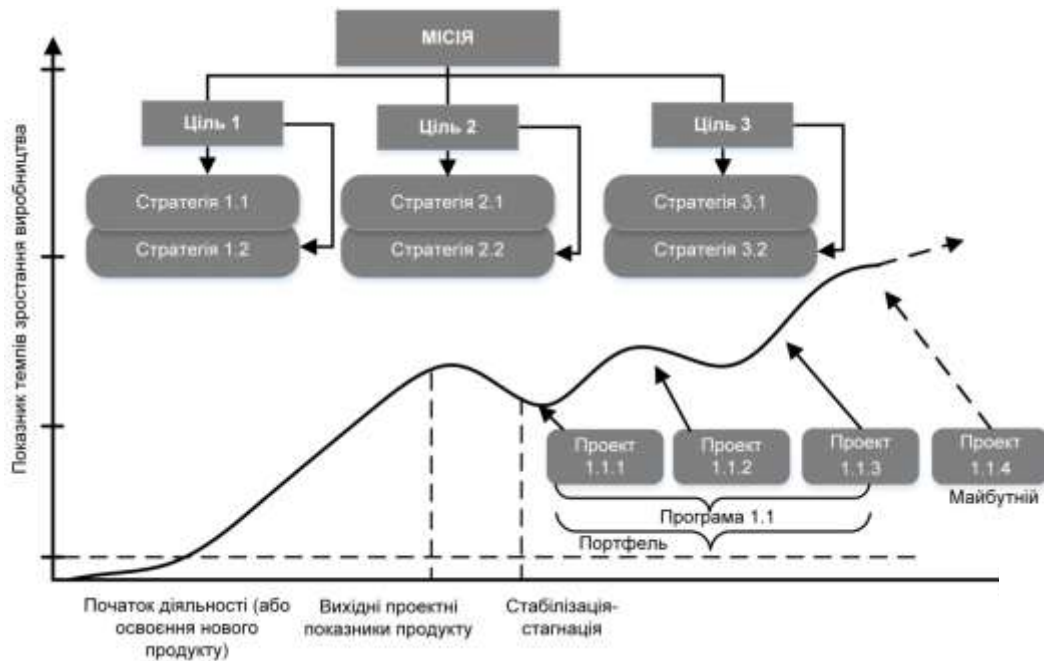 МІСІЯ
Ціль 1
Ціль 2
Ціль 3
Стратегія 1.1
Стратегія 2.1
Стратегія 3.1
Стратегія 1.2
Стратегія 2.2
Стратегія 3.2
Показник темпів зростання виробництва
Проект
1.1.1
Проект
1.1.2
Проект
1.1.3
Проект
1.1.4
Майбутній
Програма 1.1
Портфель
Початок діяльності (або
освоєння нового
продукту)
Вихідні проектні
показники продукту
Стабілізація-
стагнація